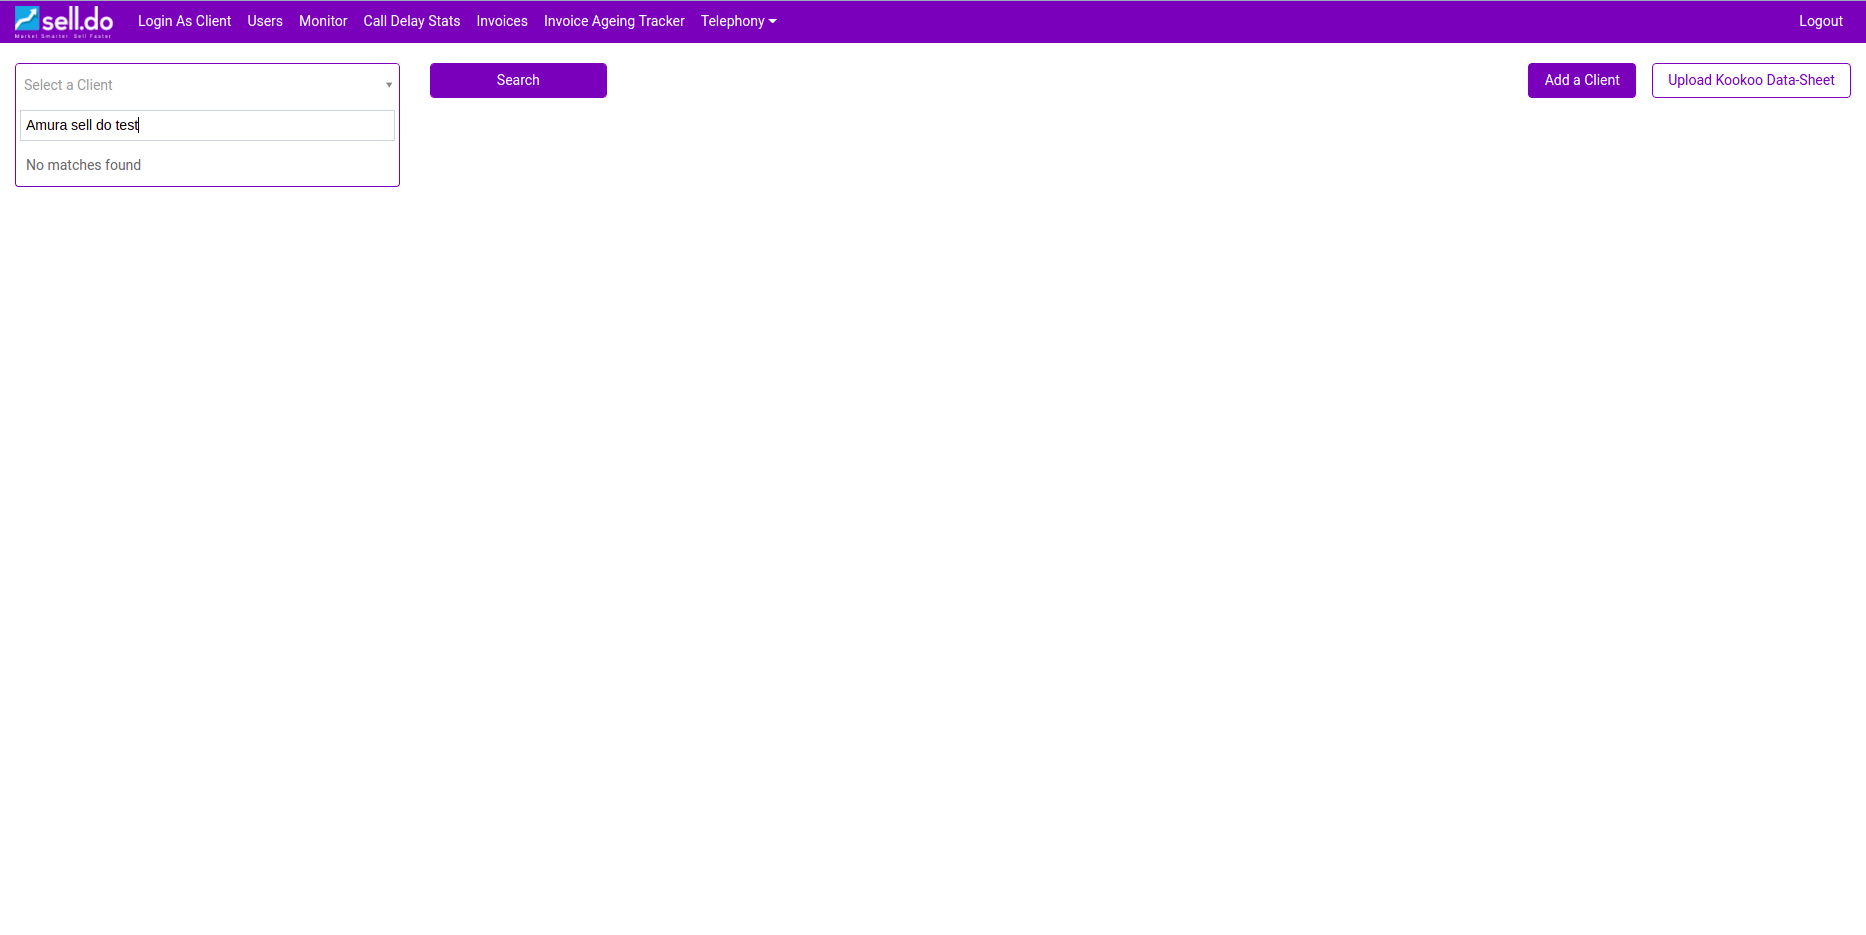 sell.do
Market Smarter. Sell Faster
Login As Client Users Monitor Call Delay Stats Invoices Invoice Ageing Tracker Telephony Logout
Select a Client Search Add a Client Upload Kookoo Data-Sheet
Amura sell do test
No matches found